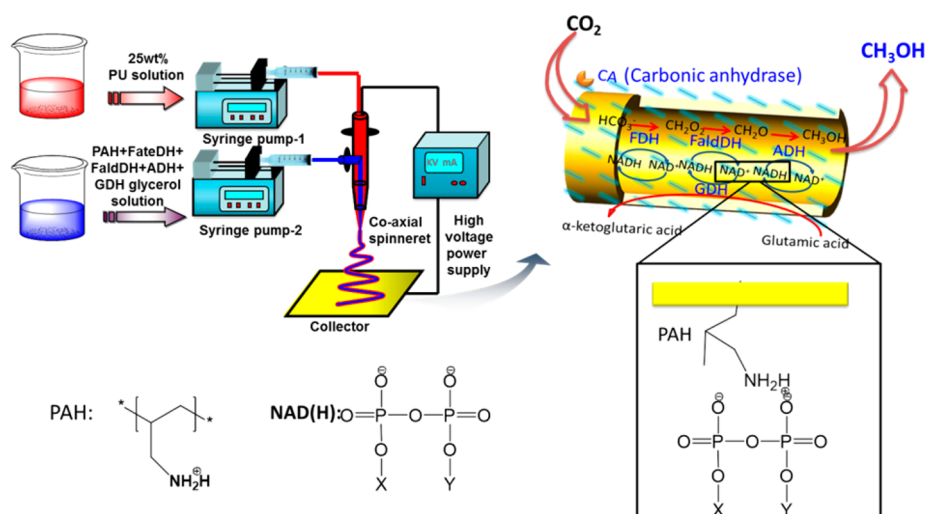 25wt%
PU solution
Syringe pump-1
PAH+FateDH+
FaldDH+ADH+
GDH glycerol
solution
Syringe pump-2
KV mA
Co-axial
spinneret
High
voltage
power
supply
Collector
CO2
CH3OH
CA (Carbonic anhydrase)
HCO3- CH2O2 CH2O CH3OH
FDH FaldDH ADH
NADH NAD+ NADH NAD+ NADH NAD+
GDH
α-ketoglutaric acid
Glutamic acid
PAH
NH2H
⊕
⊖O O⊖
O=P-O-P=O
O O
X Y
PAH:
* *
NH2H
⊕
NAD(H):
⊖O O⊖
O=P-O-P=O
O O
X Y